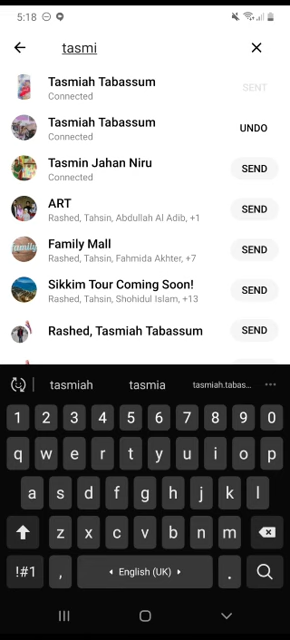 5:18
tasmi
Tasmiah Tabassum
Connected
SENT
Tasmiah Tabassum
Connected
UNDO
Tasmin Jahan Niru
Connected
SEND
ART
Rashed, Tahsin, Abdullah Al Adib, +1
SEND
Family Mall
Rashed, Tahsin, Fahmida Akhter, +7
SEND
Sikkim Tour Coming Soon!
Rashed, Tahsin, Shohidul Islam, +13
SEND
Rashed, Tasmiah Tabassum
SEND
tasmiah tasmia tasmiah.tabas...
1 2 3 4 5 6 7 8 9 0
q w e r t y u i o p
a s d f g h j k l
z x c v b n m
!#1 , English (UK) .